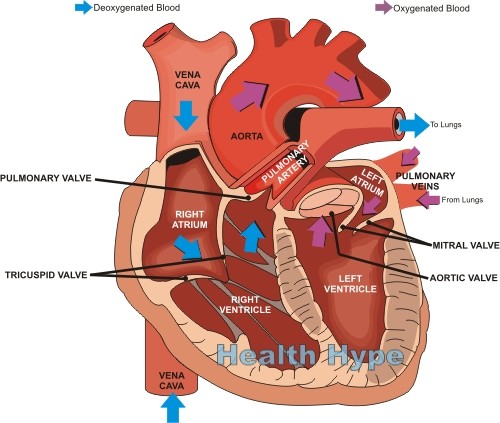 Deoxygenated Blood
Oxygenated Blood
VENA
CAVA
AORTA
To Lungs
PULMONARY
ARTERY
LEFT
ATRIUM
PULMONARY
VEINS
From Lungs
PULMONARY VALVE
RIGHT
ATRIUM
MITRAL VALVE
TRICUSPID VALVE
AORTIC VALVE
LEFT
VENTRICLE
RIGHT
VENTRICLE
Health Hype
VENA
CAVA